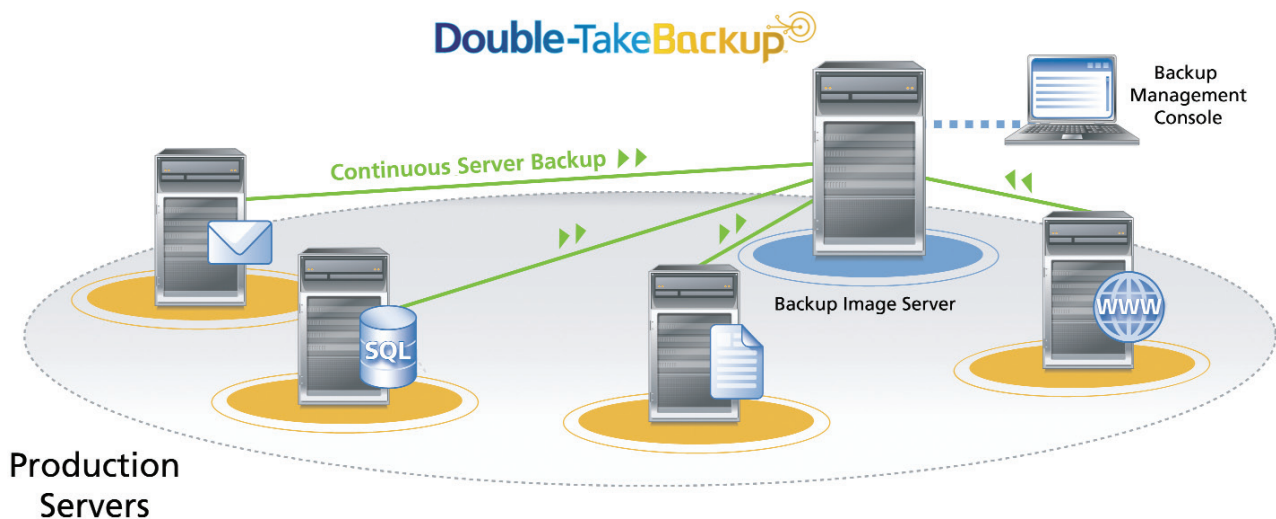 Double-TakeBackup
Backup
Management
Console
Continuous Server Backup
SQL
WWW
Backup Image Server
Production
Servers